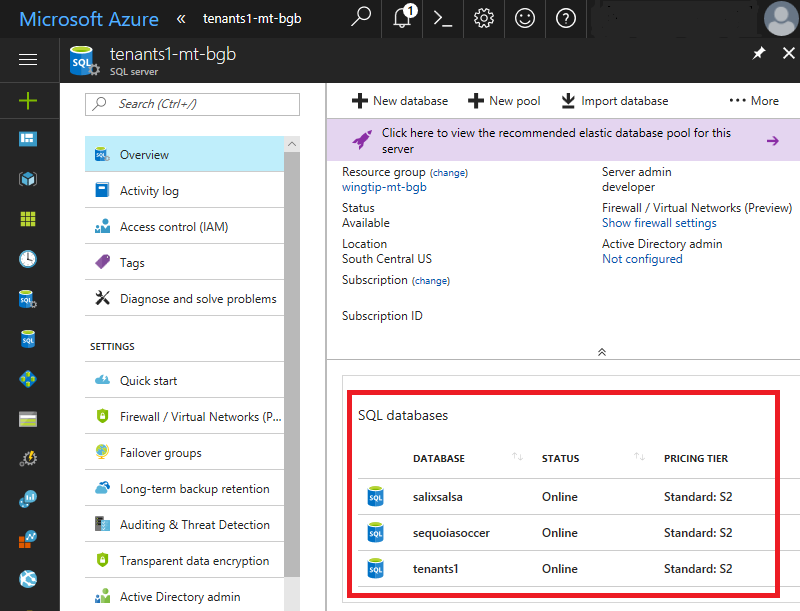 Microsoft Azure « tenants1-mt-bgb
1
tenants1-mt-bgb
SQL server
Search (Ctrl+/)
Overview
Activity log
Access control (IAM)
Tags
Diagnose and solve problems
SETTINGS
Quick start
Firewall / Virtual Networks (P...
Failover groups
Long-term backup retention
Auditing & Threat Detection
Transparent data encryption
Active Directory admin
New database New pool Import database ••• More
Click here to view the recommended elastic database pool for this
server
Resource group (change)
wingtip-mt-bgb
Status
Available
Location
South Central US
Subscription (change)
Subscription ID
Server admin
developer
Firewall / Virtual Networks (Preview)
Show firewall settings
Active Directory admin
Not configured
SQL databases
DATABASE STATUS PRICING TIER
salixsalsa Online Standard: S2
sequoiasoccer Online Standard: S2
tenants1 Online Standard: S2